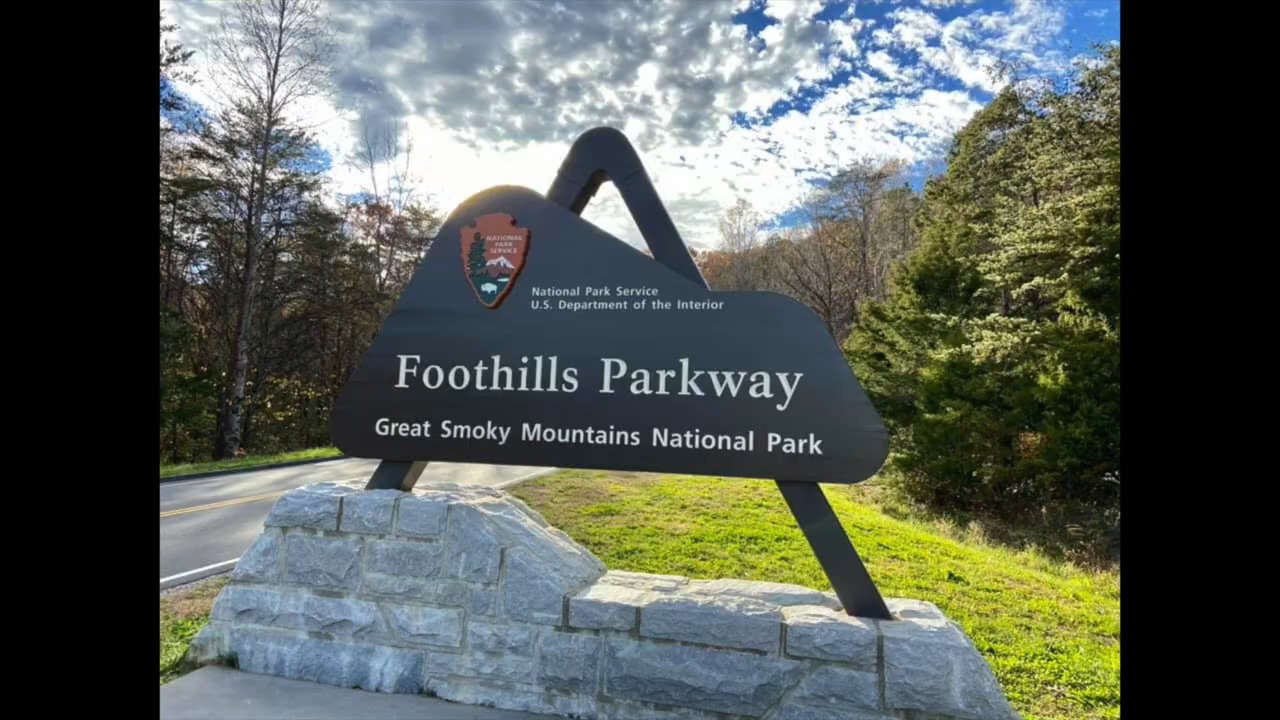 NATIONAL
PARK
SERVICE
National Park Service
U.S. Department of the Interior
Foothills Parkway
Great Smoky Mountains National Park